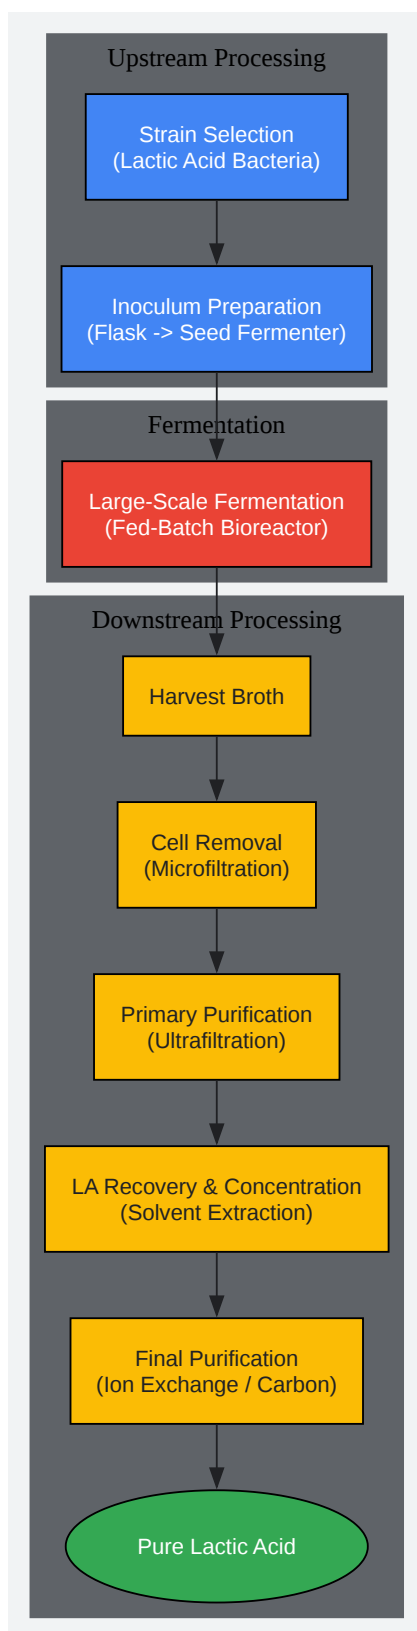 Upstream Processing
Strain Selection
(Lactic Acid Bacteria)
Inoculum Preparation
(Flask -> Seed Fermenter)
Fermentation
Large-Scale Fermentation
(Fed-Batch Bioreactor)
Downstream Processing
Harvest Broth
Cell Removal
(Microfiltration)
Primary Purification
(Ultrafiltration)
LA Recovery & Concentration
(Solvent Extraction)
Final Purification
(Ion Exchange / Carbon)
Pure Lactic Acid